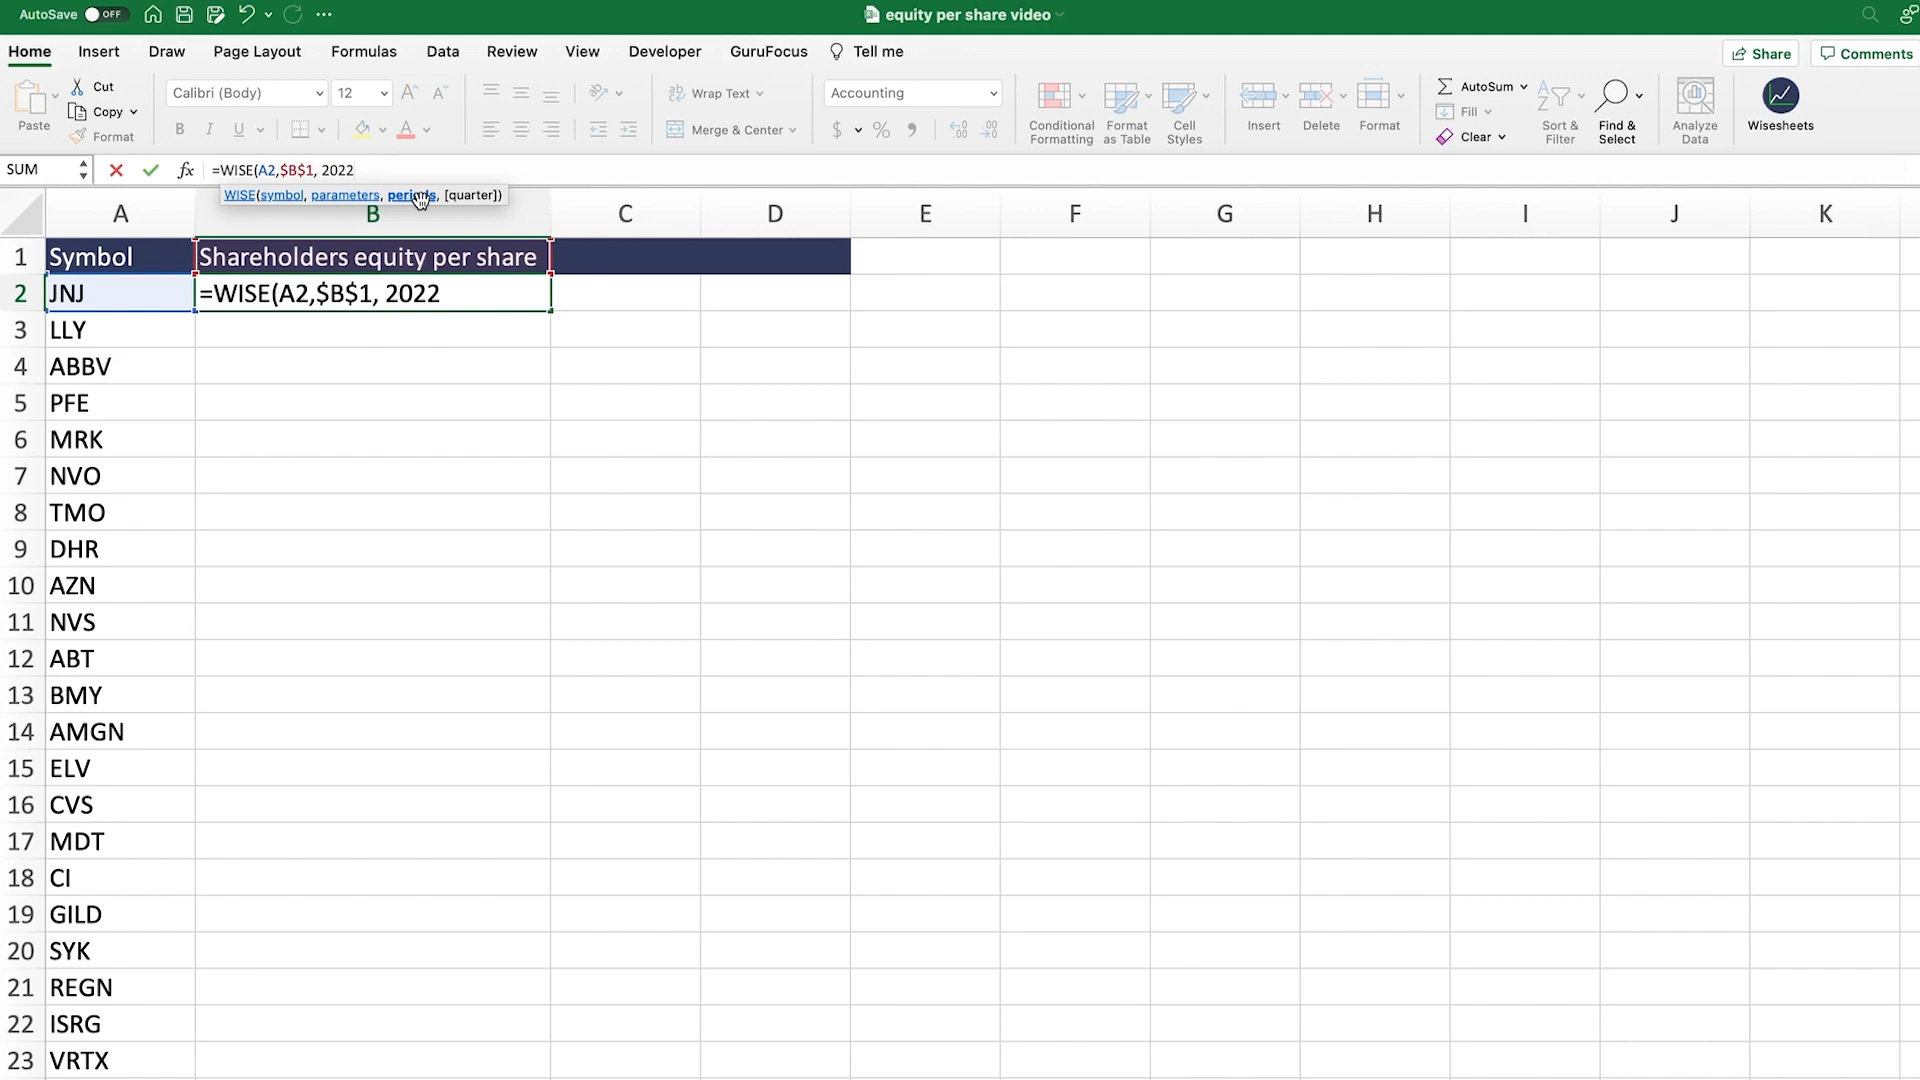 AutoSave OFF equity per share video
Home Insert Draw Page Layout Formulas Data Review View Developer GuruFocus Tell me Share Comments
Paste Cut Copy Format
Calibri (Body) 12
B I U A
Wrap Text
Merge & Center
Accounting
$ %
Conditional Formatting
Format as Table
Cell Styles
Insert Delete Format
AutoSum
Fill
Clear
Sort & Filter
Find & Select
Analyze Data
Wisesheets
SUM fx =WISE(A2,$B$1, 2022
WISE(symbol, parameters, periods, [quarter])
A B C D E F G H I J K
1 Symbol Shareholders equity per share
2 JNJ =WISE(A2,$B$1, 2022
3 LLY
4 ABBV
5 PFE
6 MRK
7 NVO
8 TMO
9 DHR
10 AZN
11 NVS
12 ABT
13 BMY
14 AMGN
15 ELV
16 CVS
17 MDT
18 CI
19 GILD
20 SYK
21 REGN
22 ISRG
23 VRTX